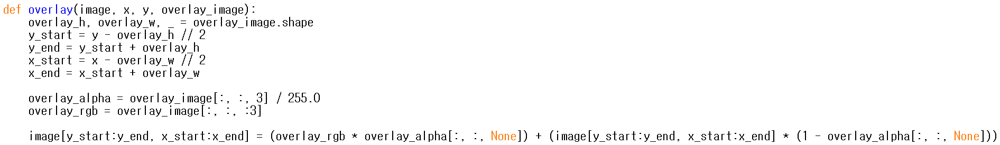 def overlay(image, x, y, overlay_image):
    overlay_h, overlay_w, _ = overlay_image.shape
    y_start = y - overlay_h // 2
    y_end = y_start + overlay_h
    x_start = x - overlay_w // 2
    x_end = x_start + overlay_w

    overlay_alpha = overlay_image[:, :, 3] / 255.0
    overlay_rgb = overlay_image[:, :, :3]

    image[y_start:y_end, x_start:x_end] = (overlay_rgb * overlay_alpha[:, :, None]) + (image[y_start:y_end, x_start:x_end] * (1 - overlay_alpha[:, :, None]))